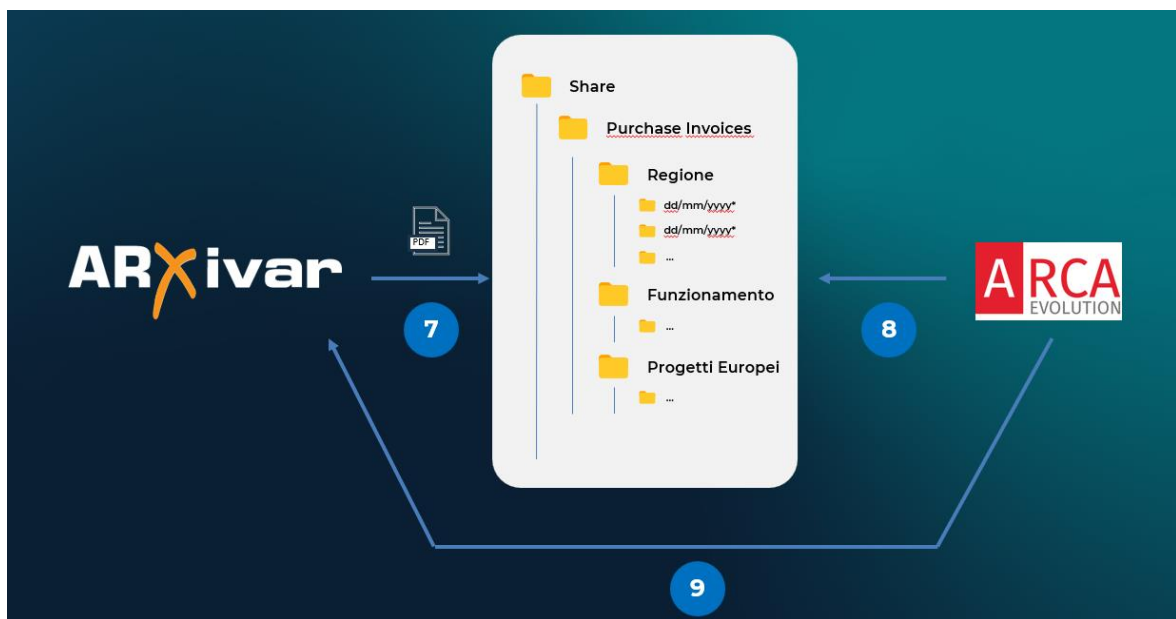 Share
Purchase Invoices
Regione
dd/mm/yyyy*
dd/mm/yyyy*
...
Funzionamento
...
Progetti Europei
...
ARXivar
PDF
7
8
ARCA
EVOLUTION
9